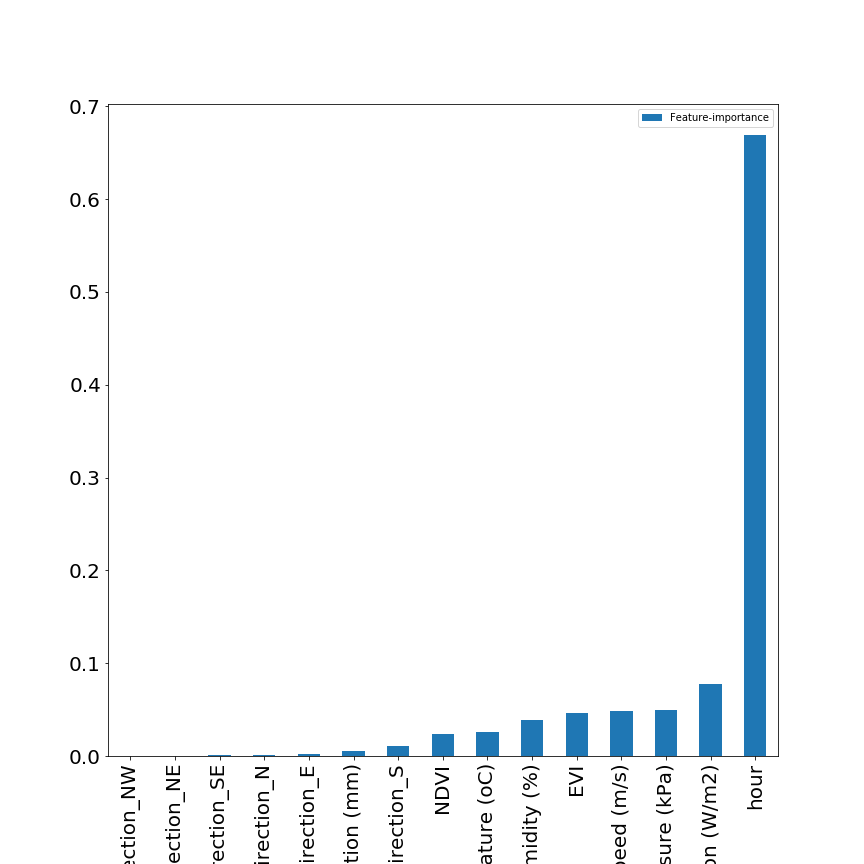 Feature-importance
0.7
0.6
0.5
0.4
0.3
0.2
0.1
0.0
ection_NW
ection_NE
rection_SE
irection_N
irection_E
tion (mm)
irection_S
NDVI
ature (oC)
midity (%)
EVI
peed (m/s)
sure (kPa)
on (W/m2)
hour